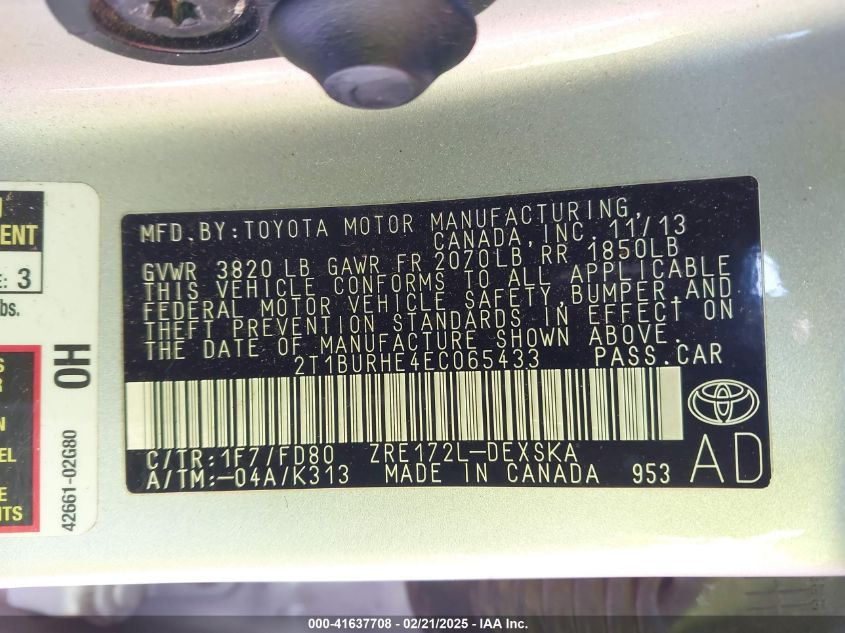 MFD.BY:TOYOTA MOTOR MANUFACTURING,
CANADA,INC. 11/13
GVWR 3820 LB GAWR FR 2070LB RR 1850LB
THIS VEHICLE CONFORMS TO ALL APPLICABLE
FEDERAL MOTOR VEHICLE SAFETY,BUMPER,AND
THEFT PREVENTION STANDARDS IN EFFECT ON
THE DATE OF MANUFACTURE SHOWN ABOVE.
2T1BURHE4EC065433 PASS.CAR
C/TR:1F7/FD80 ZRE172L-DEXSKA
A/TM:-04A/K313 MADE IN CANADA 953
AD
3
bs.
OH
42661-02G80
000-41637708 - 02/21/2025 - IAA Inc.